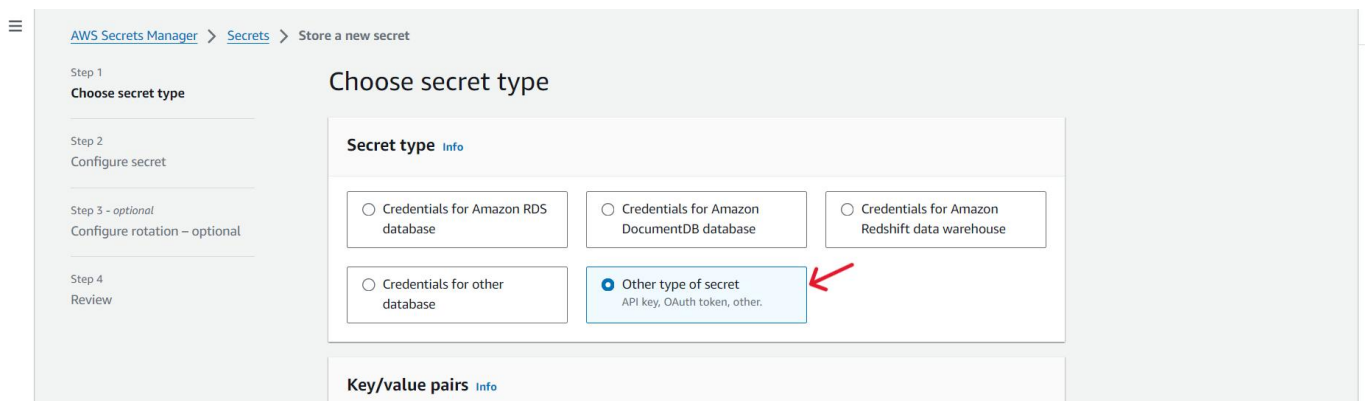 AWS Secrets Manager > Secrets > Store a new secret
Step 1
Choose secret type
Step 2
Configure secret
Step 3 - optional
Configure rotation – optional
Step 4
Review
Choose secret type
Secret type Info
Credentials for Amazon RDS
database
Credentials for Amazon
DocumentDB database
Credentials for Amazon
Redshift data warehouse
Credentials for other
database
Other type of secret
API key, OAuth token, other.
Key/value pairs Info